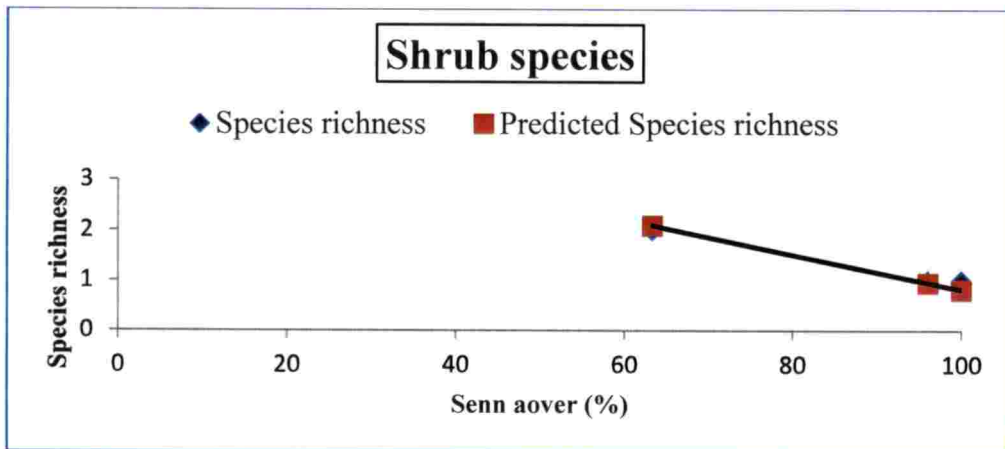 Shrub species
Species richness Predicted Species richness
Species richness
3
2
1
0
0 20 40 60 80 100
Senn aover (%)